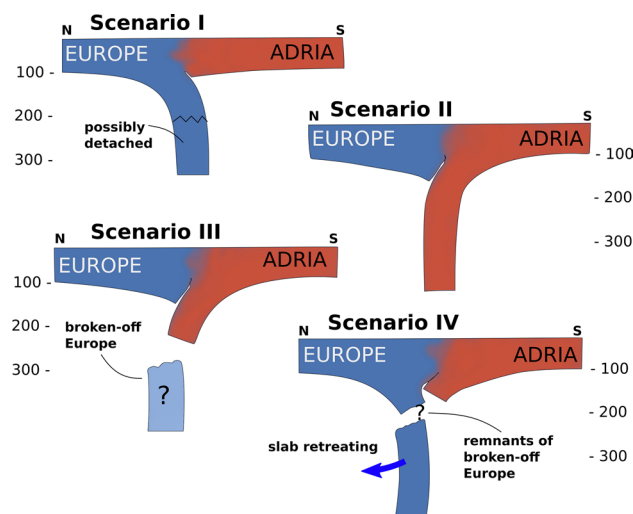 Scenario I
N
S
EUROPE
ADRIA
100 -
200 -
300 -
possibly
detached
Scenario II
N
S
EUROPE
ADRIA
- 100
- 200
- 300
Scenario III
N
S
EUROPE
ADRIA
100 -
200 -
300 -
broken-off
Europe
?
Scenario IV
N
S
EUROPE
ADRIA
- 100
- 200
- 300
?
slab retreating
remnants of
broken-off
Europe